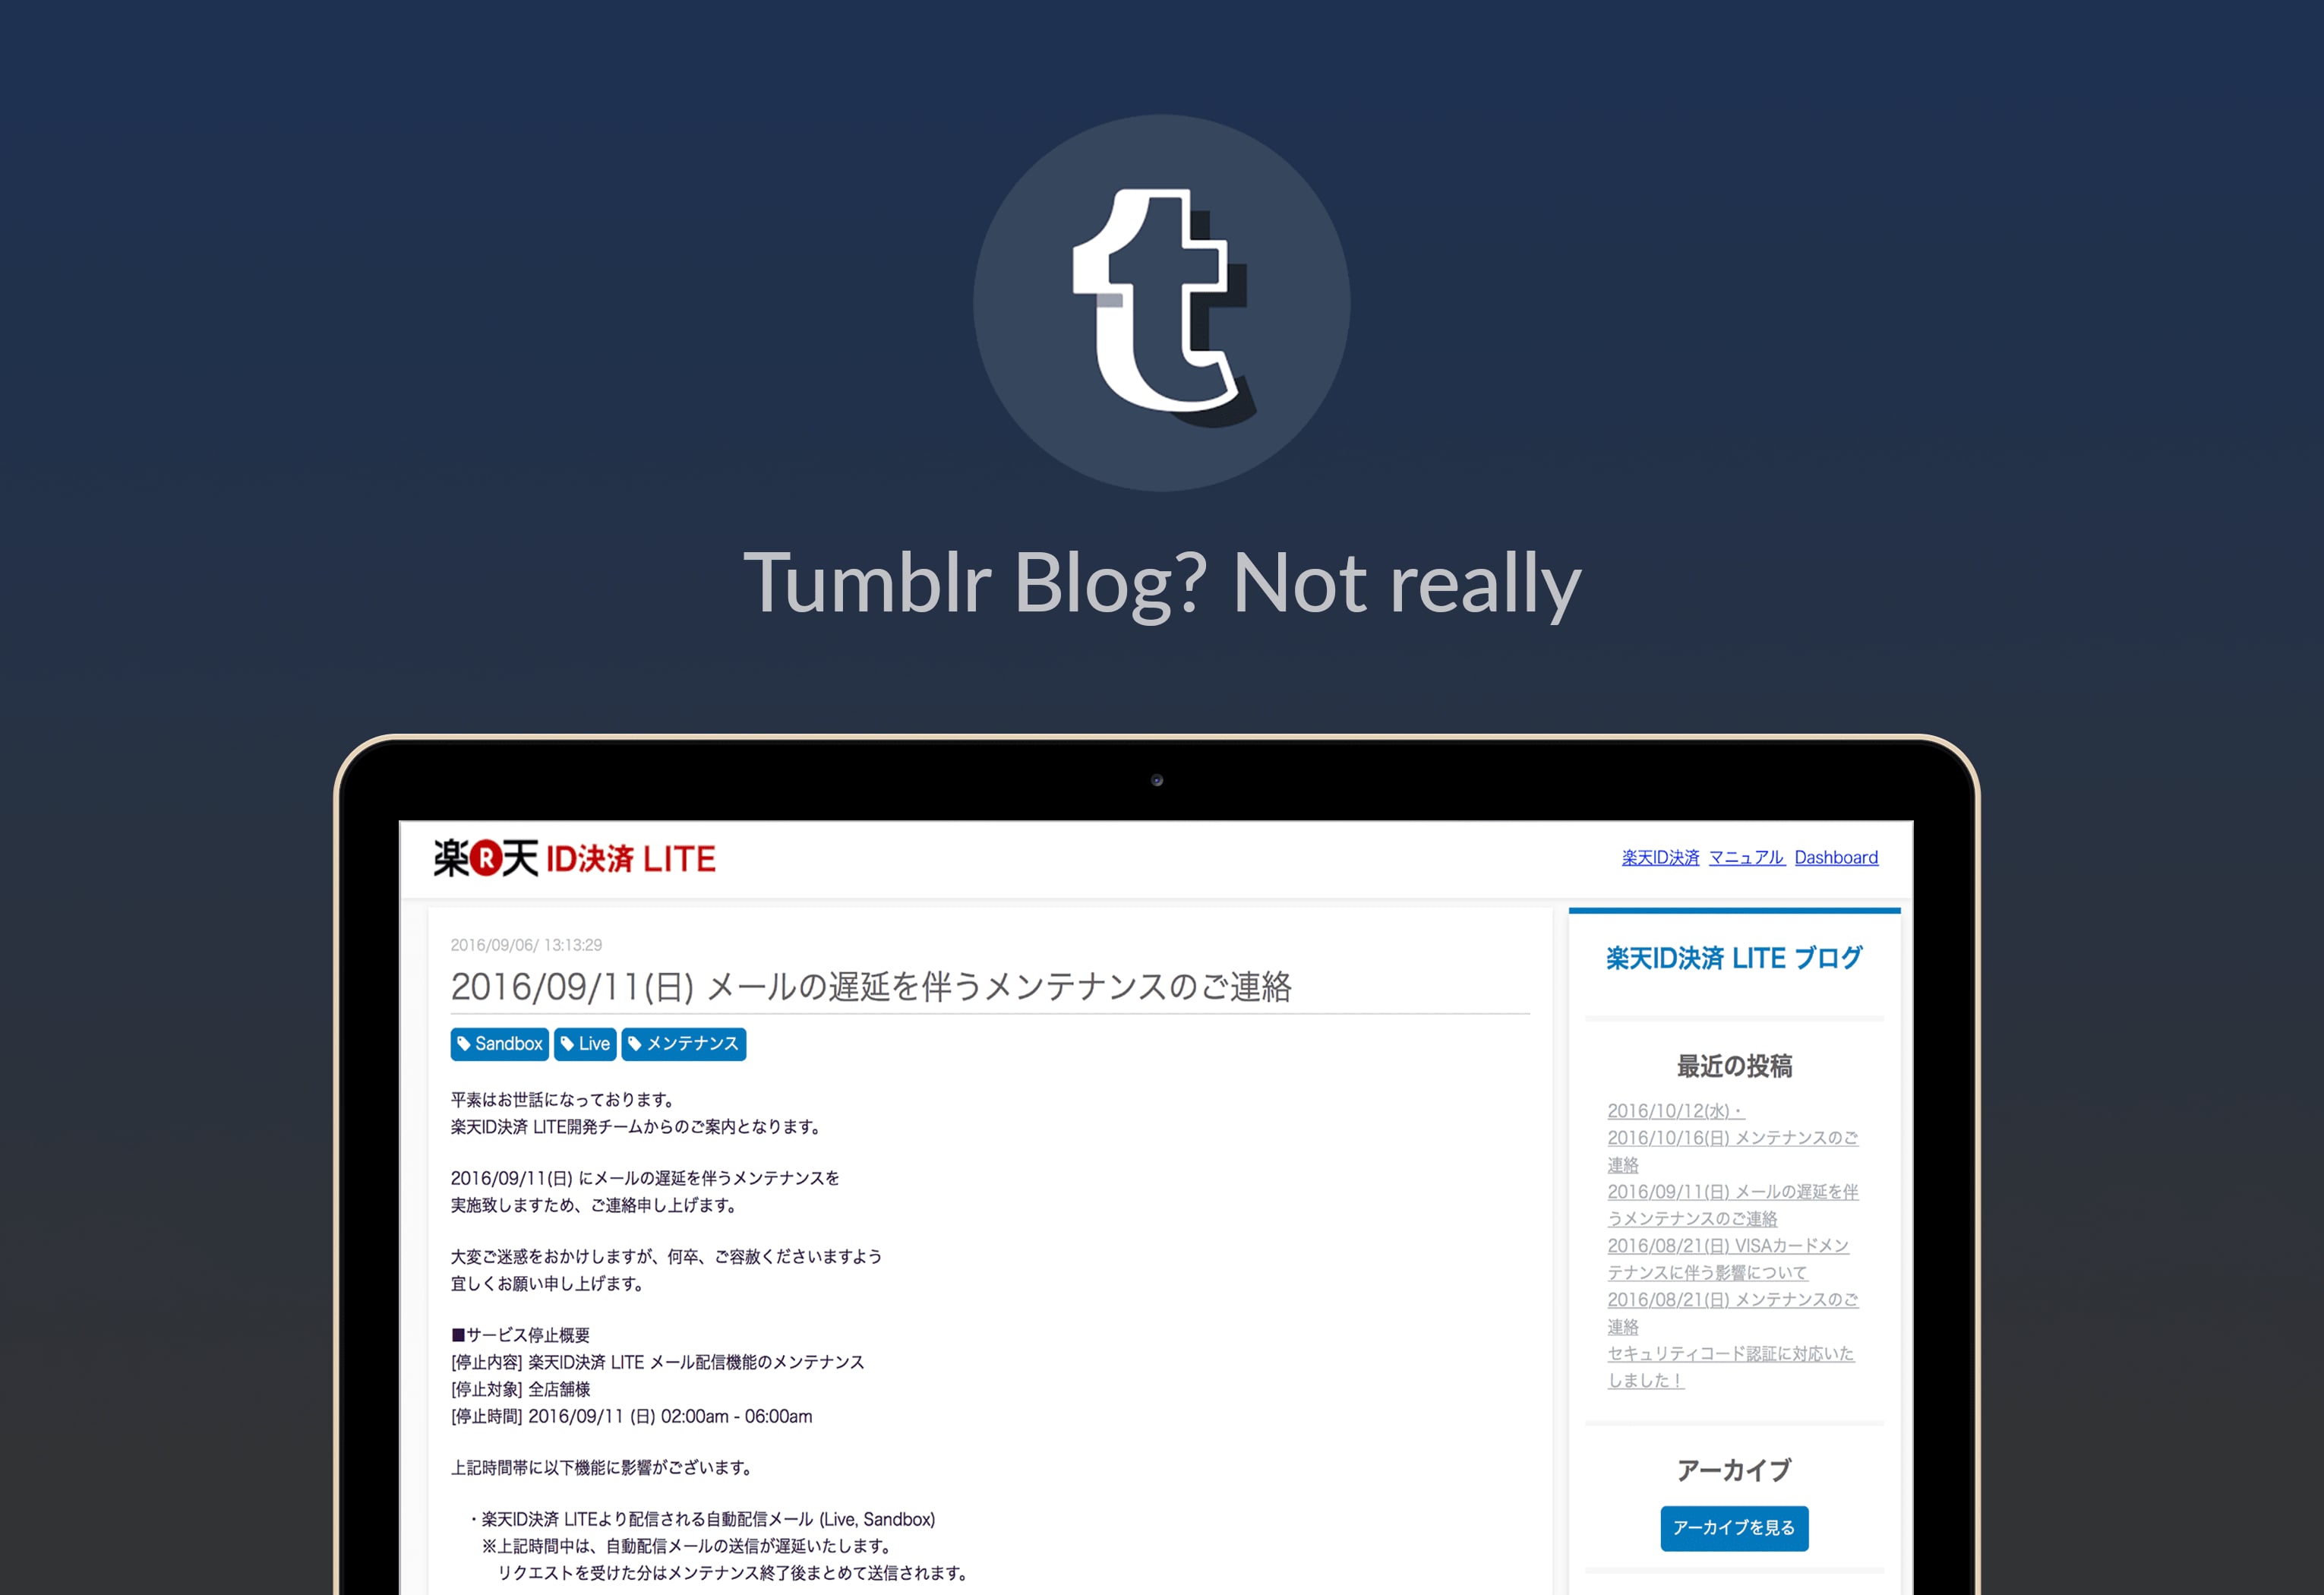 t
Tumblr Blog? Not really
楽R天 ID決済 LITE
楽天ID決済 マニュアル Dashboard
2016/09/06/ 13:13:29
2016/09/11(日) メールの遅延を伴うメンテナンスのご連絡
Sandbox Live メンテナンス
平素はお世話になっております。
楽天ID決済 LITE開発チームからのご案内となります。
2016/09/11(日) にメールの遅延を伴うメンテナンスを
実施致しますため、ご連絡申し上げます。
大変ご迷惑をおかけしますが、何卒、ご容赦くださいますよう
宜しくお願い申し上げます。
■サービス停止概要
[停止内容] 楽天ID決済 LITE メール配信機能のメンテナンス
[停止対象] 全店舗様
[停止時間] 2016/09/11 (日) 02:00am - 06:00am
上記時間帯に以下機能に影響がございます。
・楽天ID決済 LITEより配信される自動配信メール (Live, Sandbox)
※上記時間中は、自動配信メールの送信が遅延いたします。
リクエストを受けた分はメンテナンス終了後まとめて送信されます。
楽天ID決済 LITE ブログ
最近の投稿
2016/10/12(水)・
2016/10/16(日) メンテナンスのご
連絡
2016/09/11(日) メールの遅延を伴
うメンテナンスのご連絡
2016/08/21(日) VISAカードメン
テナンスに伴う影響について
2016/08/21(日) メンテナンスのご
連絡
セキュリティコード認証に対応いた
しました！
アーカイブ
アーカイブを見る